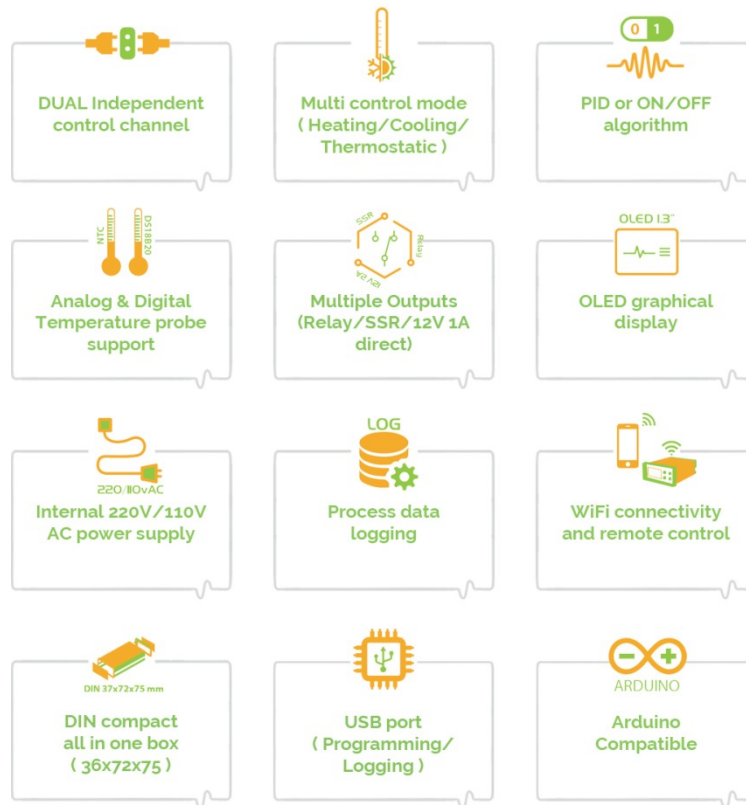 0 1
DUAL Independent
control channel
Multi control mode
( Heating/Cooling/
Thermostatic )
PID or ON/OFF
algorithm
NTC
DS18B20
Analog & Digital
Temperature probe
support
SSR
Relay
12V 2A
Multiple Outputs
(Relay/SSR/12V 1A
direct)
OLED 1.3"
OLED graphical
display
220/110vAC
Internal 220V/110V
AC power supply
LOG
Process data
logging
WiFi connectivity
and remote control
DIN 37x72x75 mm
DIN compact
all in one box
( 36x72x75 )
USB port
( Programming/
Logging )
ARDUINO
Arduino
Compatible